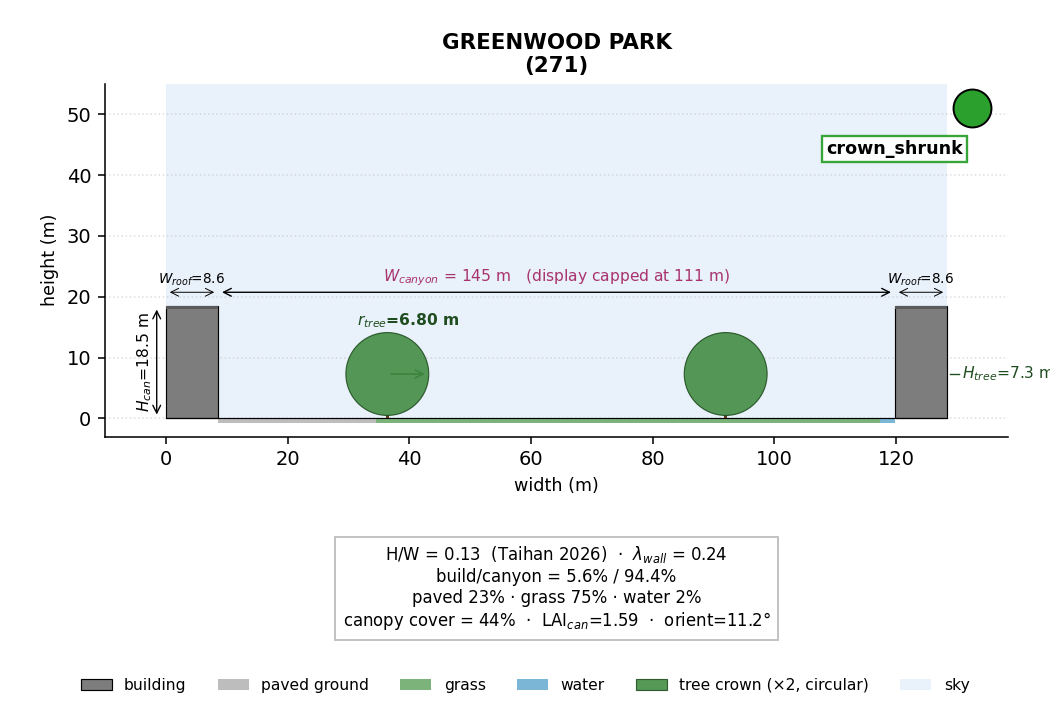 GREENWOOD PARK
(271)
crown_shrunk
50
40
30
20
10
0
height (m)
W_roof=8.6
W_canyon = 145 m (display capped at 111 m)
W_roof=8.6
r_tree=6.80 m
H_can=18.5 m
H_tree=7.3 m
0 20 40 60 80 100 120
width (m)
H/W = 0.13 (Taihan 2026) · λ_wall = 0.24
build/canyon = 5.6% / 94.4%
paved 23% · grass 75% · water 2%
canopy cover = 44% · LAI_can=1.59 · orient=11.2°
building paved ground grass water tree crown (×2, circular) sky